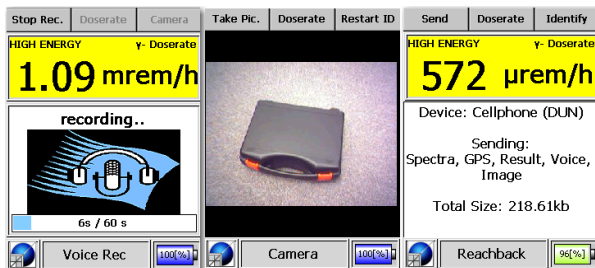 Stop Rec. Doserate Camera
HIGH ENERGY γ- Doserate
1.09 mrem/h
recording..
6s / 60 s
Voice Rec 100[%]
Take Pic. Doserate Restart ID
Camera 100[%]
Send Doserate Identify
HIGH ENERGY γ- Doserate
572 µrem/h
Device: Cellphone (DUN)
Sending:
Spectra, GPS, Result, Voice,
Image
Total Size: 218.61kb
Reachback 96[%]